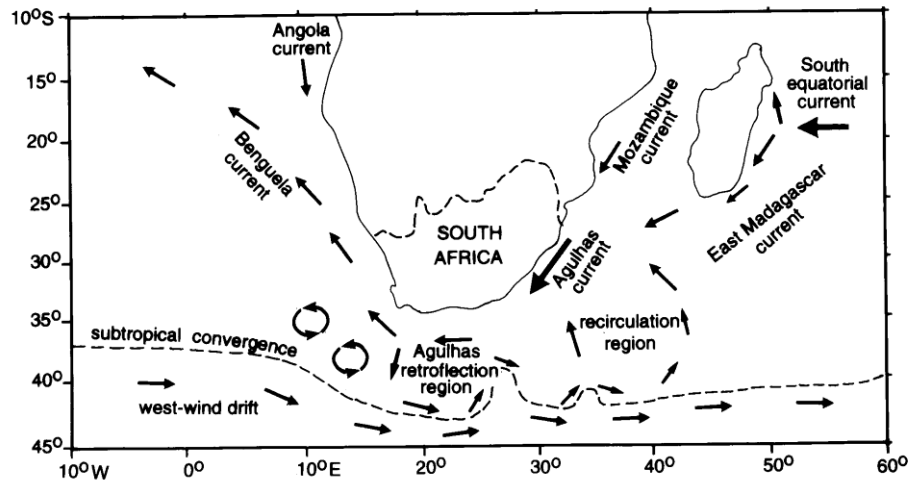 10°S
15°
20°
25°
30°
35°
40°
45°
10°W
0°
10°E
20°
30°
40°
50°
60°
Angola
current
South
equatorial
current
Mozambique
current
Benguela
current
East Madagascar
current
SOUTH
AFRICA
Agulhas
current
recirculation
region
subtropical convergence
Agulhas
retroflection
region
west-wind drift